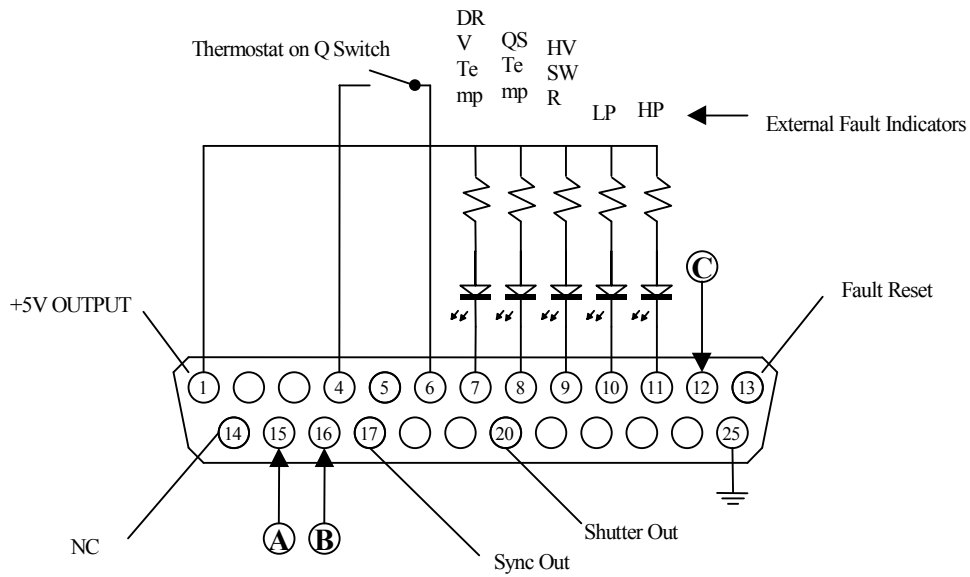 DR
V
Te
mp
QS
Te
mp
HV
SW
R
LP
HP
Thermostat on Q Switch
External Fault Indicators
C
+5V OUTPUT
Fault Reset
1 4 5 6 7 8 9 10 11 12 13
14 15 16 17 20 25
A B
NC
Sync Out
Shutter Out